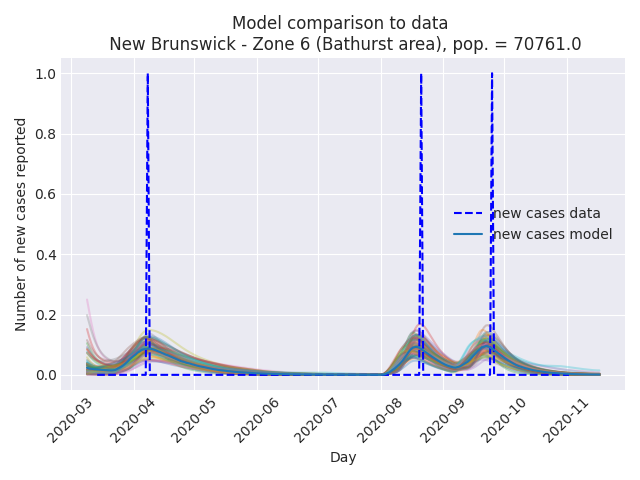 Model comparison to data
New Brunswick - Zone 6 (Bathurst area), pop. = 70761.0
Number of new cases reported
1.0
0.8
0.6
0.4
0.2
0.0
new cases data
new cases model
2020-03
2020-04
2020-05
2020-06
2020-07
2020-08
2020-09
2020-10
2020-11
Day